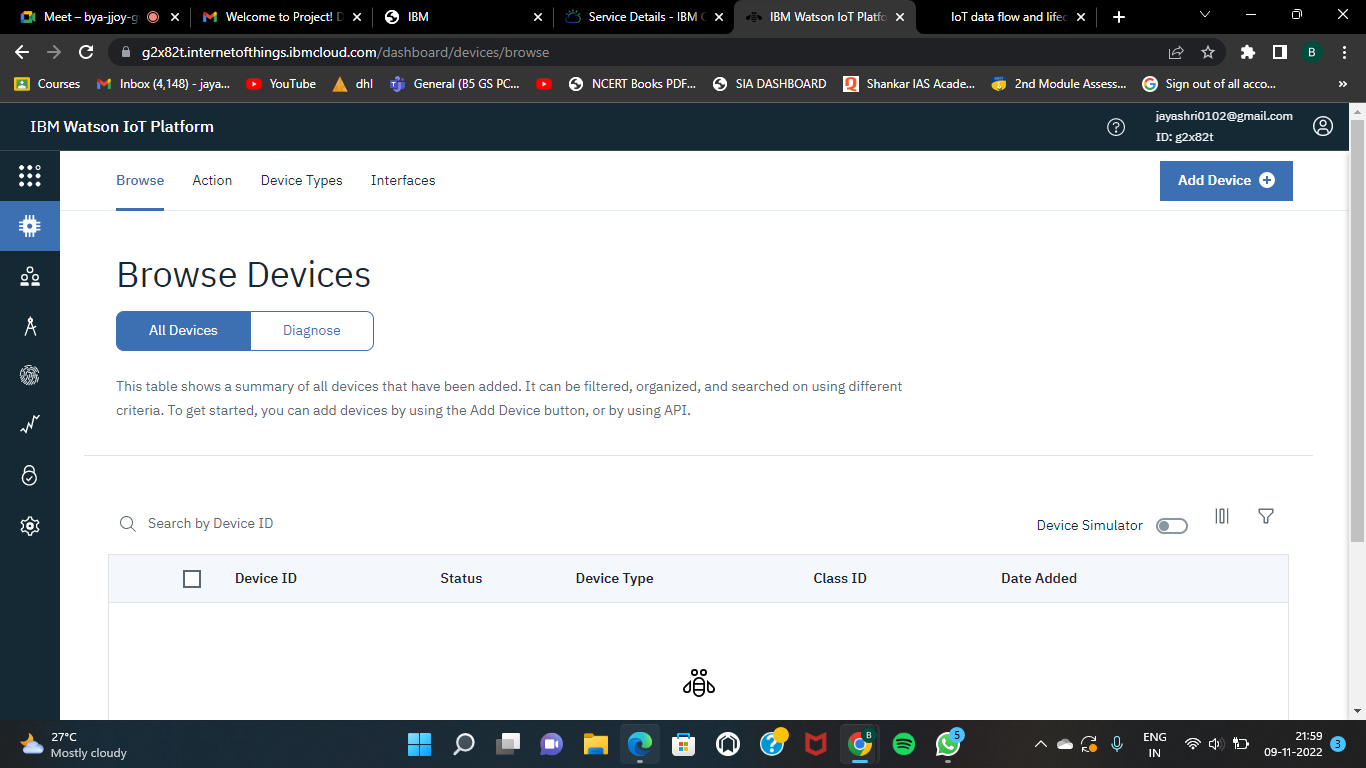 Meet – bya-jjoy-g
Welcome to Project! D
IBM
Service Details - IBM C
IBM Watson IoT Platfo
IoT data flow and lifec
g2x82t.internetofthings.ibmcloud.com/dashboard/devices/browse
B
Courses
Inbox (4,148) - jaya...
YouTube
dhl
General (B5 GS PC...
NCERT Books PDF...
SIA DASHBOARD
Shankar IAS Acade...
2nd Module Assess...
Sign out of all acco...
»
IBM Watson IoT Platform
jayashri0102@gmail.com
ID: g2x82t
Browse
Action
Device Types
Interfaces
Add Device
Browse Devices
All Devices
Diagnose
This table shows a summary of all devices that have been added. It can be filtered, organized, and searched on using different
criteria. To get started, you can add devices by using the Add Device button, or by using API.
Search by Device ID
Device Simulator
Device ID
Status
Device Type
Class ID
Date Added
27°C
Mostly cloudy
B
5
ENG
IN
21:59
09-11-2022
3